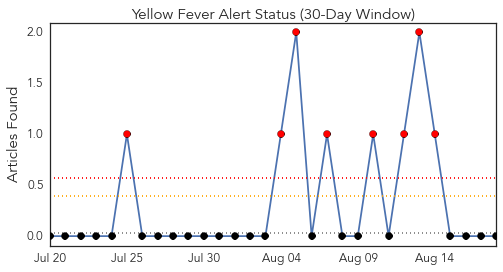 Yellow Fever Alert Status (30-Day Window)
Articles Found
2.0
1.5
1.0
0.5
0.0
Jul 20 Jul 25 Jul 30 Aug 04 Aug 09 Aug 14